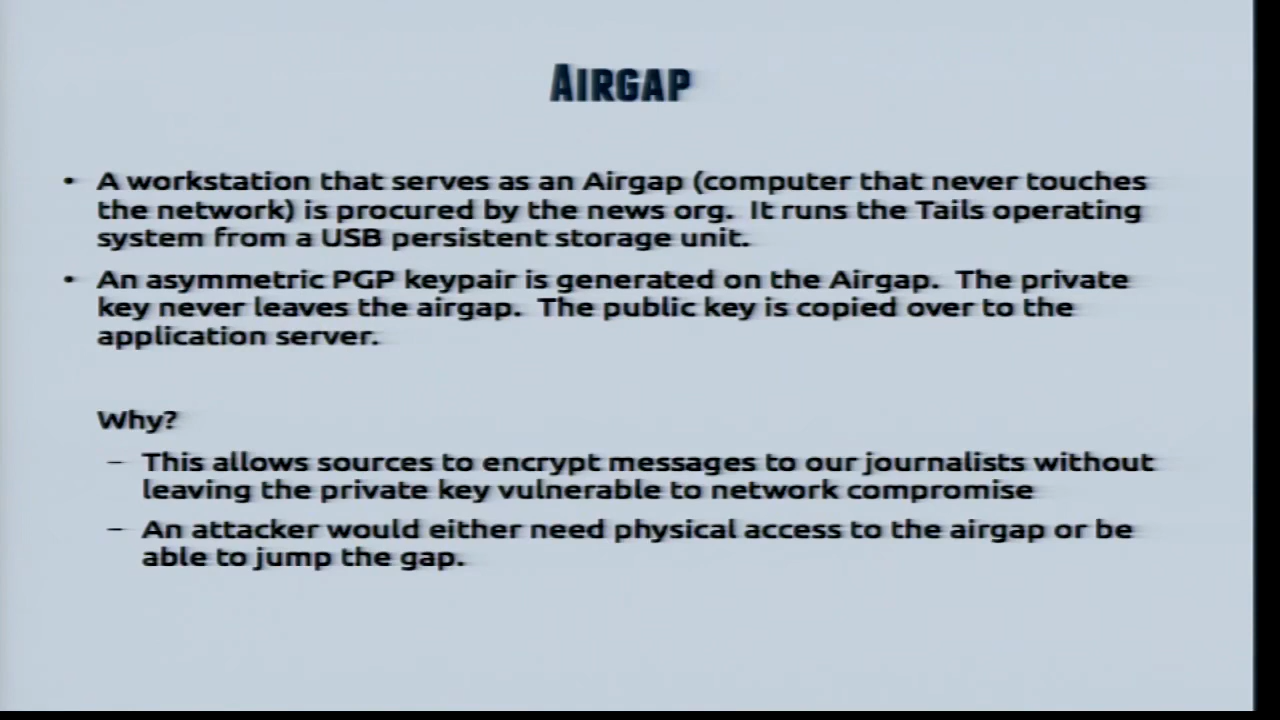 AIRGAP
• A workstation that serves as an Airgap (computer that never touches
the network) is procured by the news org. It runs the Tails operating
system from a USB persistent storage unit.
• An asymmetric PGP keypair is generated on the Airgap. The private
key never leaves the airgap. The public key is copied over to the
application server.
Why?
– This allows sources to encrypt messages to our journalists without
leaving the private key vulnerable to network compromise
– An attacker would either need physical access to the airgap or be
able to jump the gap.